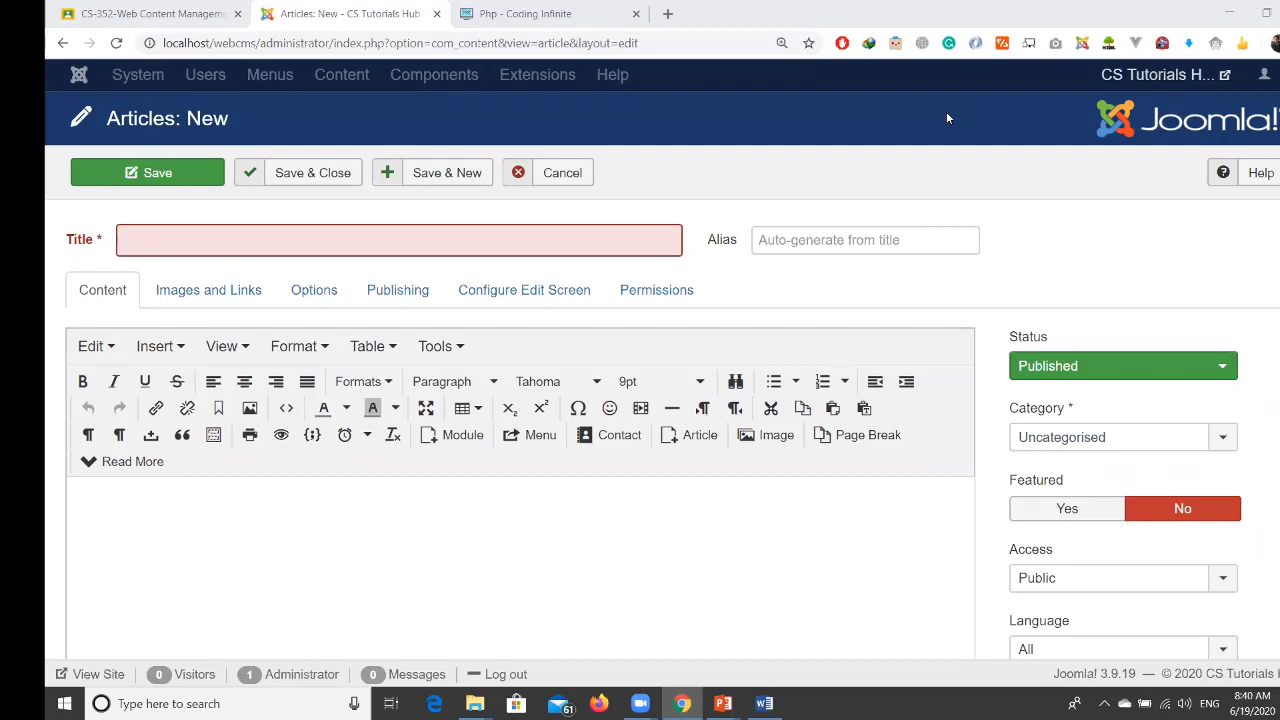 CS-352-Web Content Managem
Articles: New - CS Tutorials Hub -
Php - Coding Infinite
localhost/webcms/administrator/index.php?option=com_content&view=article&layout=edit
System Users Menus Content Components Extensions Help
CS Tutorials H...
Articles: New
Joomla!
Save
Save & Close
Save & New
Cancel
Help
Title *
Alias
Auto-generate from title
Content
Images and Links
Options
Publishing
Configure Edit Screen
Permissions
Edit Insert View Format Table Tools
B I U S Formats Paragraph Tahoma 9pt
Module Menu Contact Article Image Page Break
Read More
Status
Published
Category *
Uncategorised
Featured
Yes No
Access
Public
Language
All
View Site 0 Visitors 1 Administrator 0 Messages Log out
Joomla! 3.9.19 — © 2020 CS Tutorials H
Type here to search
61
ENG
8:40 AM
6/19/2020